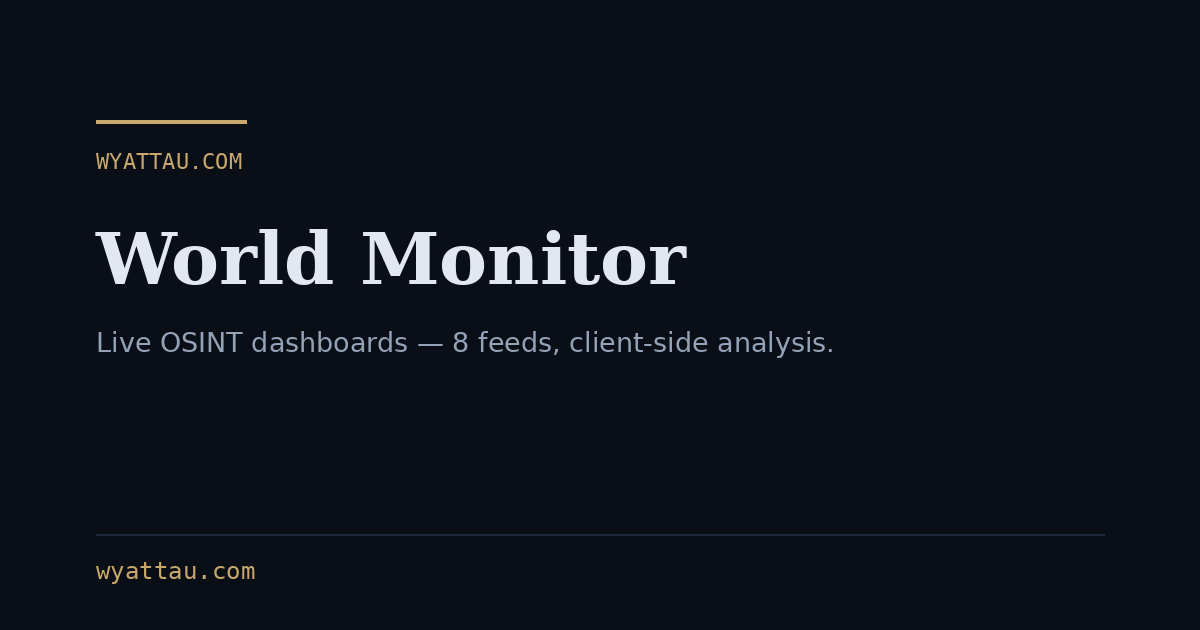 WYATTAU.COM
World Monitor
Live OSINT dashboards — 8 feeds, client-side analysis.
wyattau.com